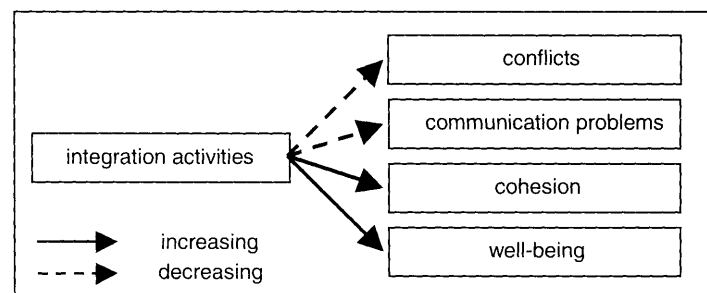 conflicts
communication problems
integration activities
cohesion
well-being
increasing
decreasing